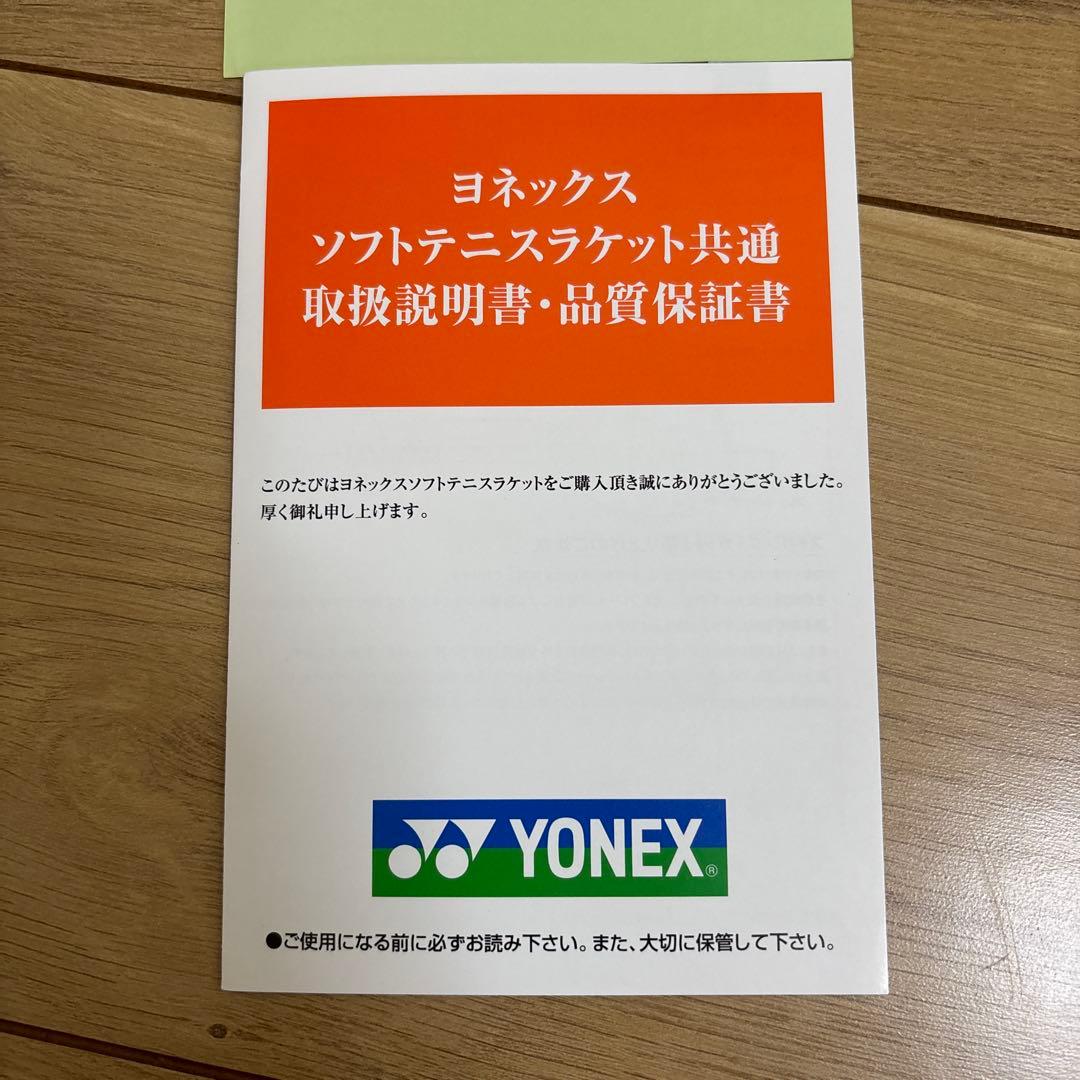 ヨネックス
ソフトテニスラケット共通
取扱説明書・品質保証書
このたびはヨネックスソフトテニスラケットをご購入頂き誠にありがとうございました。
厚く御礼申し上げます。
YONEX®
●ご使用になる前に必ずお読み下さい。また、大切に保管して下さい。